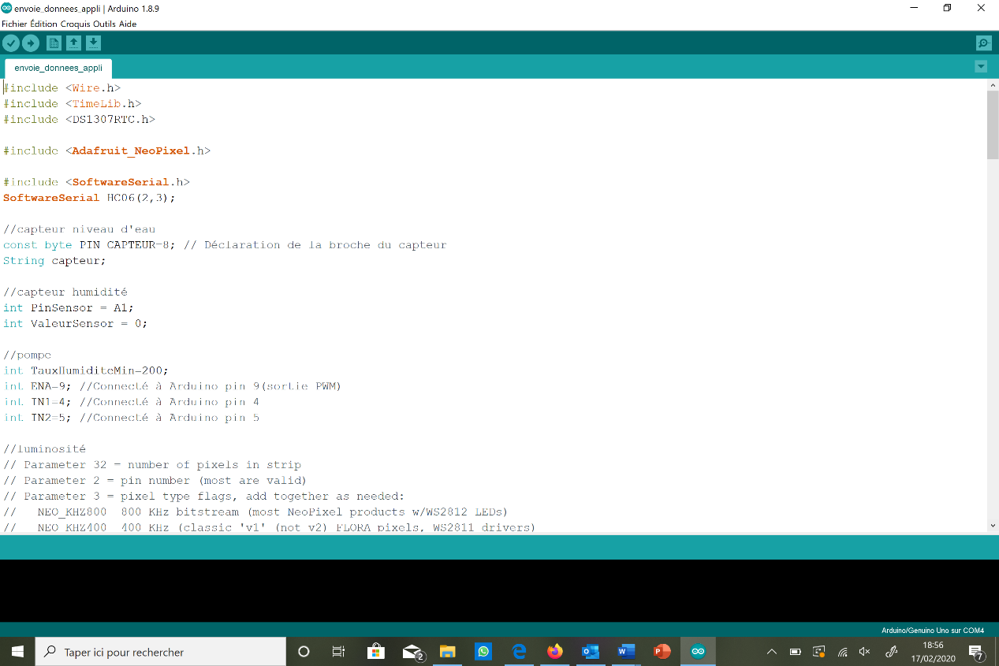 envoie_donnees_appli | Arduino 1.8.9
Fichier Édition Croquis Outils Aide
envoie_donnees_appli
#include <Wire.h>
#include <TimeLib.h>
#include <DS1307RTC.h>
#include <Adafruit_NeoPixel.h>
#include <SoftwareSerial.h>
SoftwareSerial HC06(2,3);
//capteur niveau d'eau
const byte PIN_CAPTEUR=8; // Déclaration de la broche du capteur
String capteur;
//capteur humidité
int PinSensor = A1;
int ValeurSensor = 0;
//pompe
int TauxHumiditeMin=200;
int ENA=9; //Connecté à Arduino pin 9(sortie PWM)
int IN1=4; //Connecté à Arduino pin 4
int IN2=5; //Connecté à Arduino pin 5
//luminosité
// Parameter 32 = number of pixels in strip
// Parameter 2 = pin number (most are valid)
// Parameter 3 = pixel type flags, add together as needed:
//   NEO_KHZ800  800 KHz bitstream (most NeoPixel products w/WS2812 LEDs)
//   NEO_KHZ400  400 KHz (classic 'v1' (not v2) FLORA pixels, WS2811 drivers)
Arduino/Genuino Uno sur COM4
Taper ici pour rechercher
2
18:56
17/02/2020
7